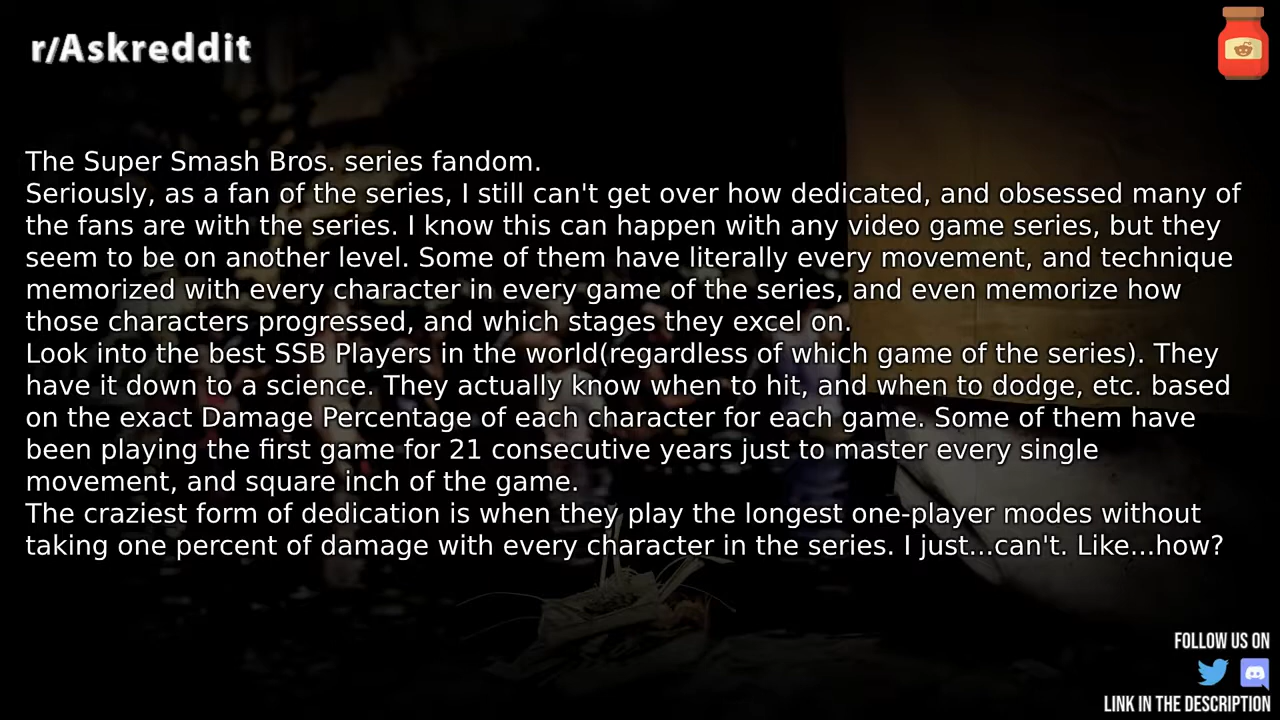 r/Askreddit
The Super Smash Bros. series fandom.
Seriously, as a fan of the series, I still can't get over how dedicated, and obsessed many of
the fans are with the series. I know this can happen with any video game series, but they
seem to be on another level. Some of them have literally every movement, and technique
memorized with every character in every game of the series, and even memorize how
those characters progressed, and which stages they excel on.
Look into the best SSB Players in the world(regardless of which game of the series). They
have it down to a science. They actually know when to hit, and when to dodge, etc. based
on the exact Damage Percentage of each character for each game. Some of them have
been playing the first game for 21 consecutive years just to master every single
movement, and square inch of the game.
The craziest form of dedication is when they play the longest one-player modes without
taking one percent of damage with every character in the series. I just...can't. Like...how?
FOLLOW US ON
LINK IN THE DESCRIPTION